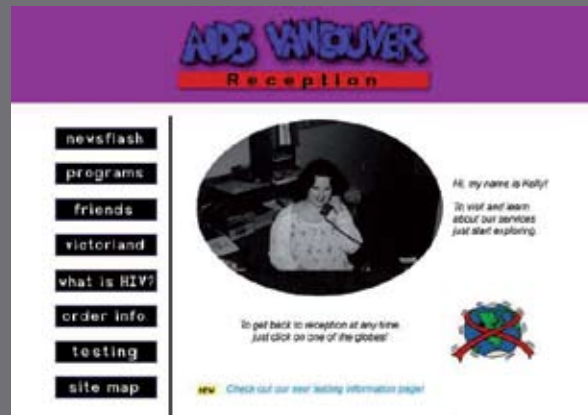 AIDS VANCOUVER
Reception
newsflash
programs
friends
victorland
what is HIV?
order info.
testing
site map
Hi, my name is Kelly!
To visit and learn
about our services
just start exploring.
To get back to reception at any time
just click on one of the globes!
NEW Check out our new testing information page!